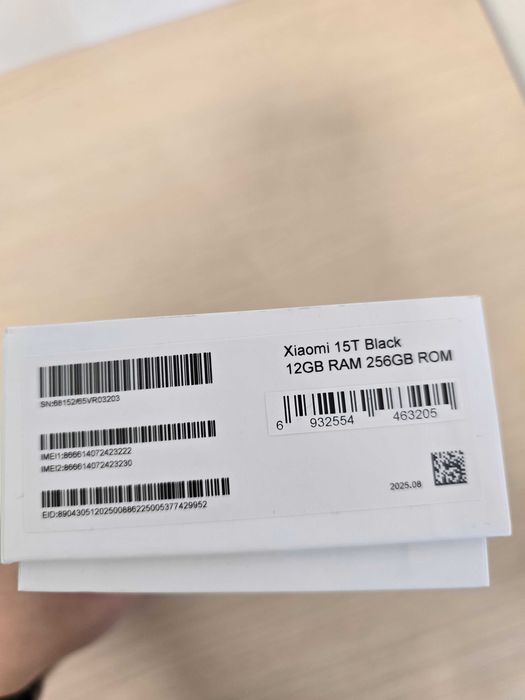 Xiaomi 15T Black
12GB RAM 256GB ROM
SN:68152/65VR03203
6 932554 463205
IMEI1:866614072423222
IMEI2:866614072423230
2025.08
EID:89043051202500886225005377429952